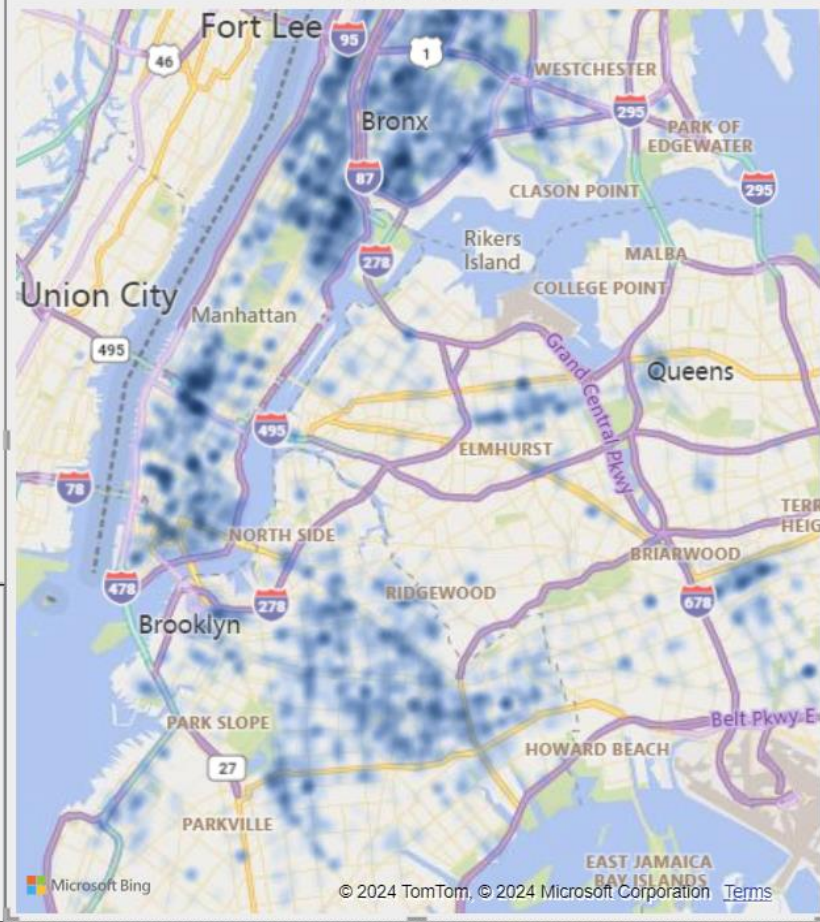 Fort Lee
95
46
1
WESTCHESTER
295
Bronx
PARK OF
EDGEWATER
87
CLASON POINT
295
Rikers
Island
278
MALBA
COLLEGE POINT
Union City
Manhattan
495
Grand Central Pkwy
Queens
495
ELMHURST
78
TERR
HEIG
NORTH SIDE
BRIARWOOD
478
278
RIDGEWOOD
678
Brooklyn
PARK SLOPE
Belt Pkwy E
HOWARD BEACH
27
PARKVILLE
EAST JAMAICA
BAY ISLANDS
Microsoft Bing
© 2024 TomTom, © 2024 Microsoft Corporation Terms